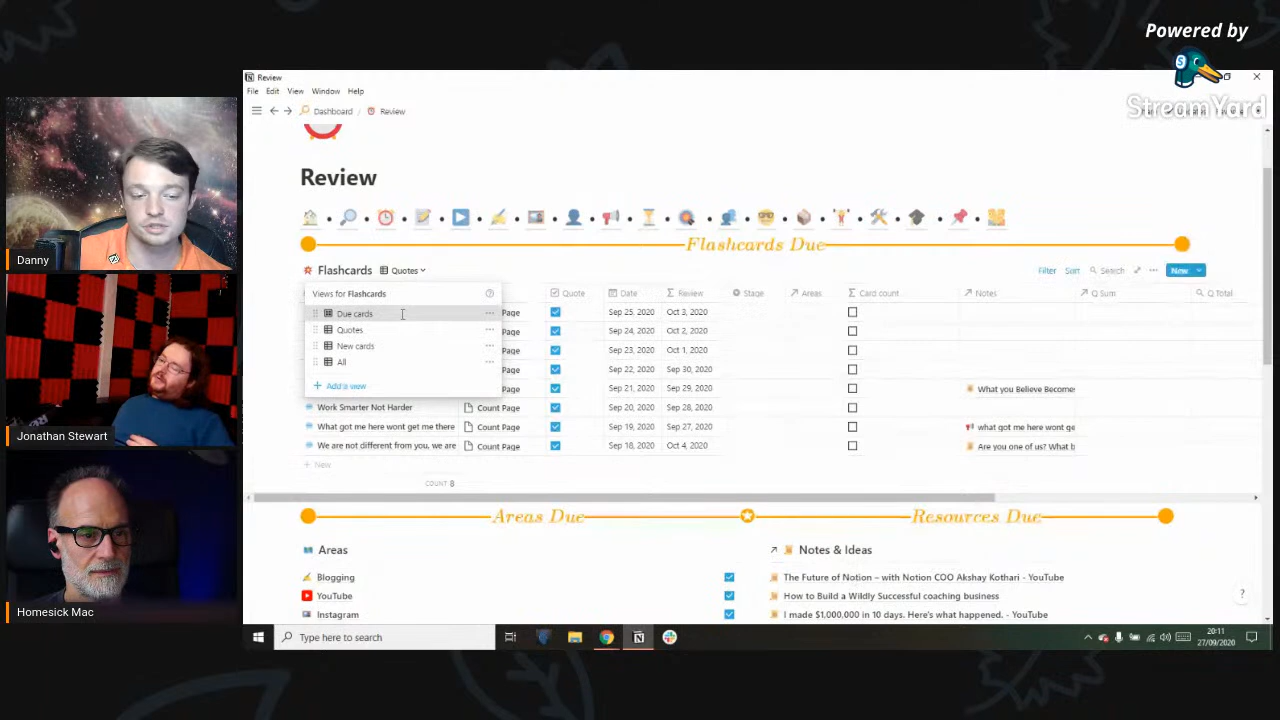 Powered by
StreamYard
Review
File Edit View Window Help
Dashboard / Review
Review
Flashcards Due
Flashcards Quotes
Filter Sort Search New
Views for Flashcards
Due cards
Quotes
New cards
All
Add a view
Quote Date Review Stage Areas Card count Notes Q Sum Q Total
Page Sep 25, 2020 Oct 3, 2020
Page Sep 24, 2020 Oct 2, 2020
Page Sep 23, 2020 Oct 1, 2020
Page Sep 22, 2020 Sep 30, 2020
Page Sep 21, 2020 Sep 29, 2020 What you Believe Becomes
Work Smarter Not Harder Count Page Sep 20, 2020 Sep 28, 2020
What got me here wont get me there Count Page Sep 19, 2020 Sep 27, 2020 what got me here wont ge
We are not different from you, we are Count Page Sep 18, 2020 Oct 4, 2020 Are you one of us? What b
New
COUNT 8
Areas Due Resources Due
Areas
Blogging
YouTube
Instagram
Notes & Ideas
The Future of Notion – with Notion COO Akshay Kothari - YouTube
How to Build a Wildly Successful coaching business
I made $1,000,000 in 10 days. Here's what happened. - YouTube
Type here to search
20:11
27/09/2020
Danny
Jonathan Stewart
Homesick Mac